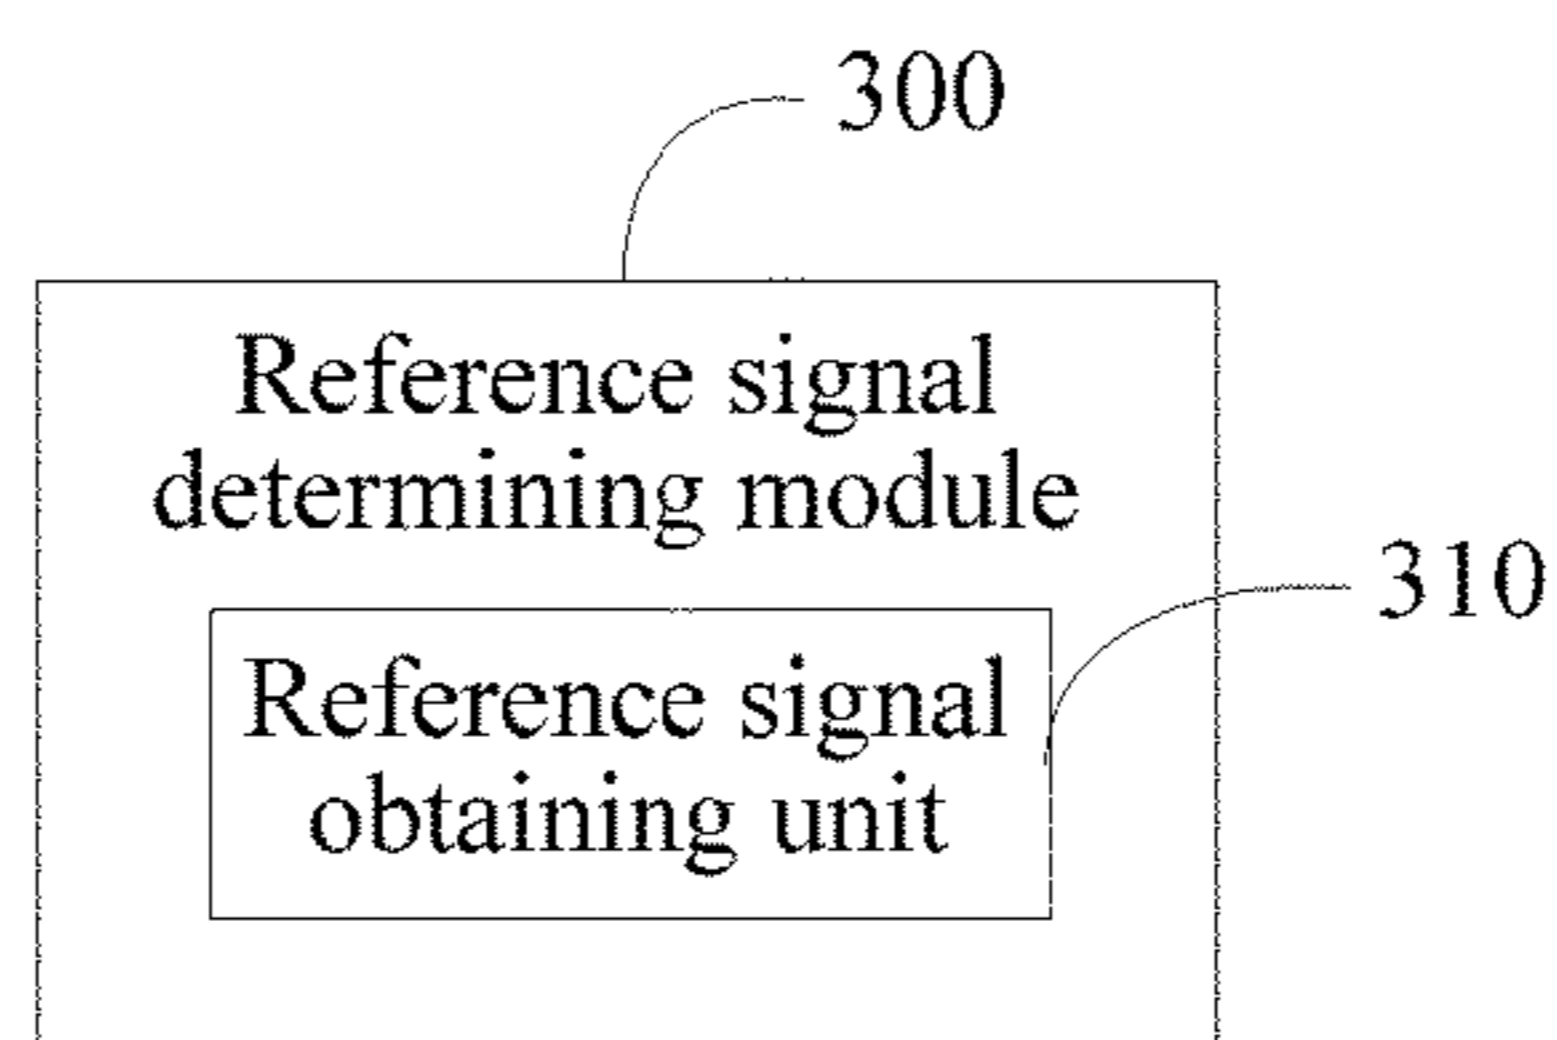 300
Reference signal
determining module
310
Reference signal
obtaining unit